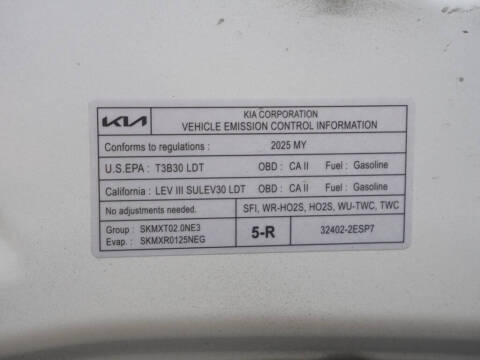 KIA
KIA CORPORATION
VEHICLE EMISSION CONTROL INFORMATION
Conforms to regulations : 2025 MY
U.S.EPA : T3B30 LDT OBD : CA II Fuel : Gasoline
California : LEV III SULEV30 LDT OBD : CA II Fuel : Gasoline
No adjustments needed. SFI, WR-HO2S, HO2S, WU-TWC, TWC
Group : SKMXT02.0NE3
Evap. : SKMXR0125NEG
5-R
32402-2ESP7